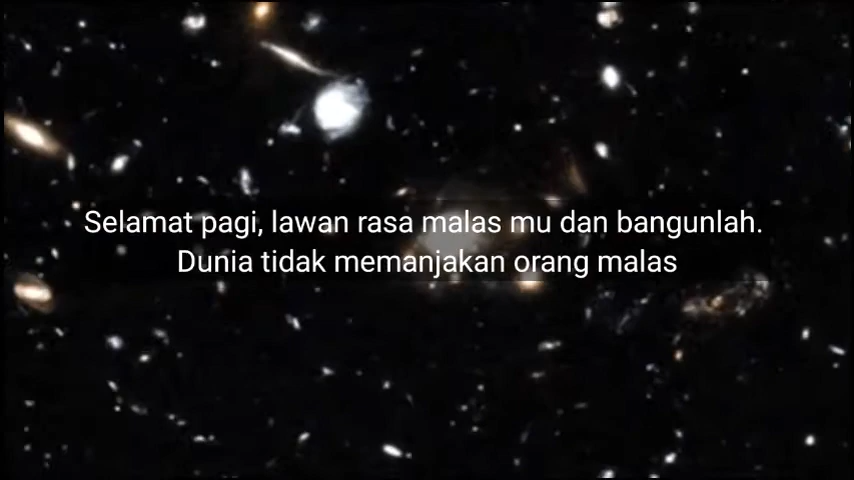 Selamat pagi, lawan rasa malas mu dan bangunlah.
Dunia tidak memanjakan orang malas